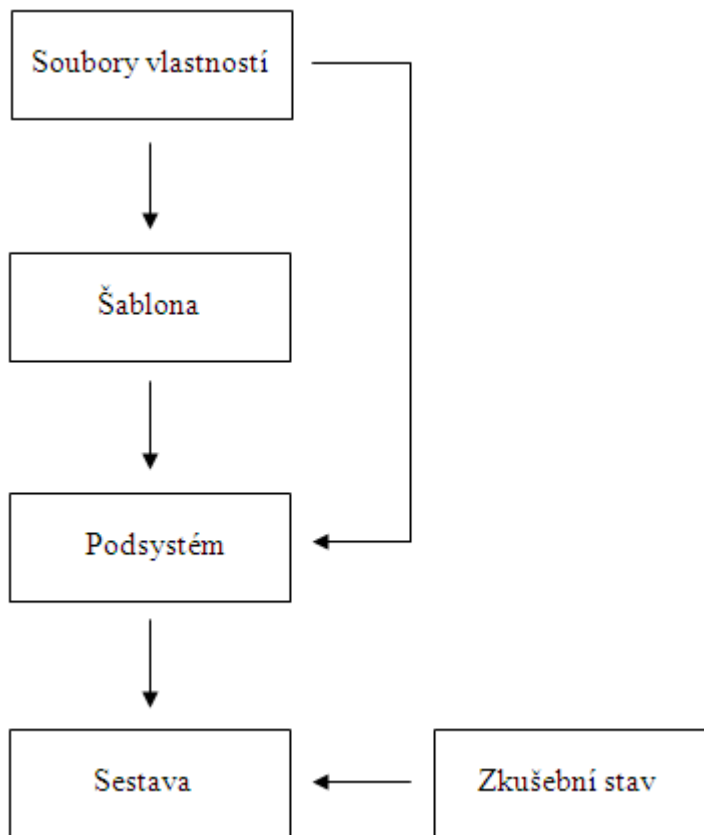 Soubory vlastností
Šablona
Podsystém
Sestava
Zkušební stav